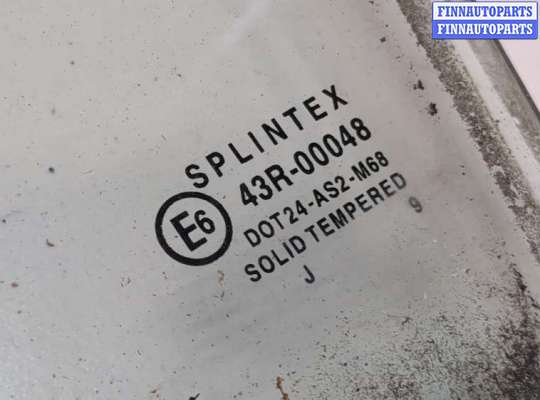 FINNAUTOPARTS
FINNAUTOPARTS
SPLINTEX
E6
43R-00048
DOT24-AS2-M68
SOLID TEMPERED
J 9